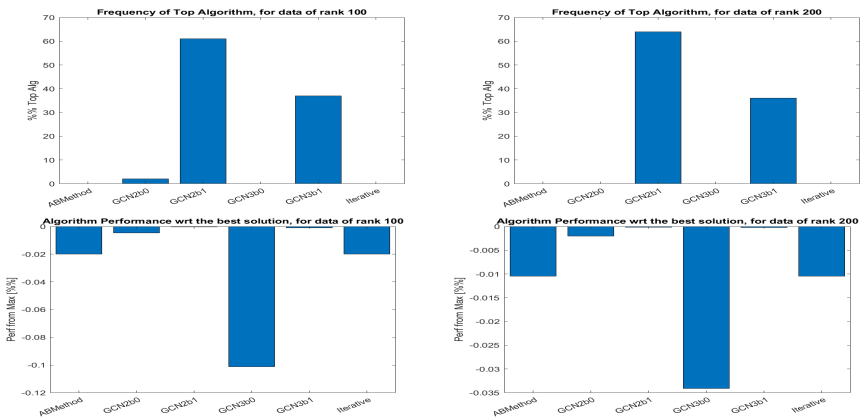 Frequency of Top Algorithm, for data of rank 100
%% Top Alg
70
60
50
40
30
20
10
0
ABMethod
GCN2b0
GCN2b1
GCN3b0
GCN3b1
Iterative
Frequency of Top Algorithm, for data of rank 200
%% Top Alg
70
60
50
40
30
20
10
0
ABMethod
GCN2b0
GCN2b1
GCN3b0
GCN3b1
Iterative
Algorithm Performance wrt the best solution, for data of rank 100
Perf from Max [%%]
0
-0.02
-0.04
-0.06
-0.08
-0.1
-0.12
ABMethod
GCN2b0
GCN2b1
GCN3b0
GCN3b1
Iterative
Algorithm Performance wrt the best solution, for data of rank 200
Perf from Max [%%]
0
-0.005
-0.01
-0.015
-0.02
-0.025
-0.03
-0.035
ABMethod
GCN2b0
GCN2b1
GCN3b0
GCN3b1
Iterative